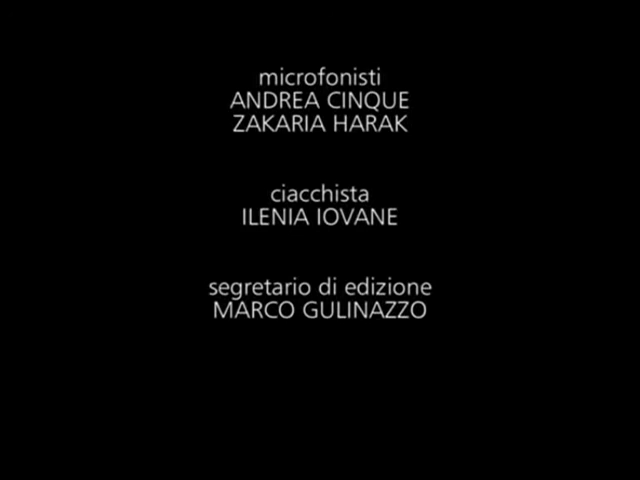 microfonisti
ANDREA CINQUE
ZAKARIA HARAK
ciacchista
ILENIA IOVANE
segretario di edizione
MARCO GULINAZZO